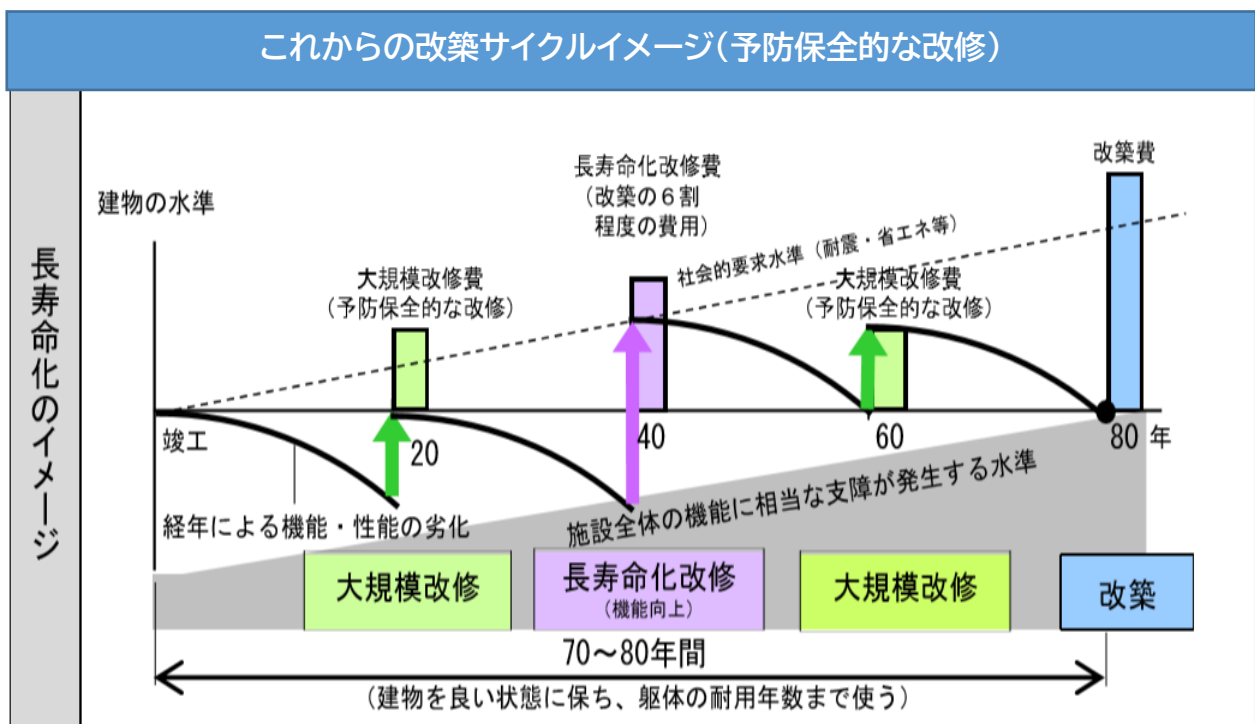 これからの改築サイクルイメージ（予防保全的な改修）
長寿命化のイメージ
建物の水準
大規模改修費
（予防保全的な改修）
長寿命化改修費
（改築の６割
程度の費用）
社会的要求水準（耐震・省エネ等）
大規模改修費
（予防保全的な改修）
改築費
竣工
20
40
60
80 年
経年による機能・性能の劣化
施設全体の機能に相当な支障が発生する水準
大規模改修
長寿命化改修
（機能向上）
大規模改修
改築
70～80年間
（建物を良い状態に保ち、躯体の耐用年数まで使う）